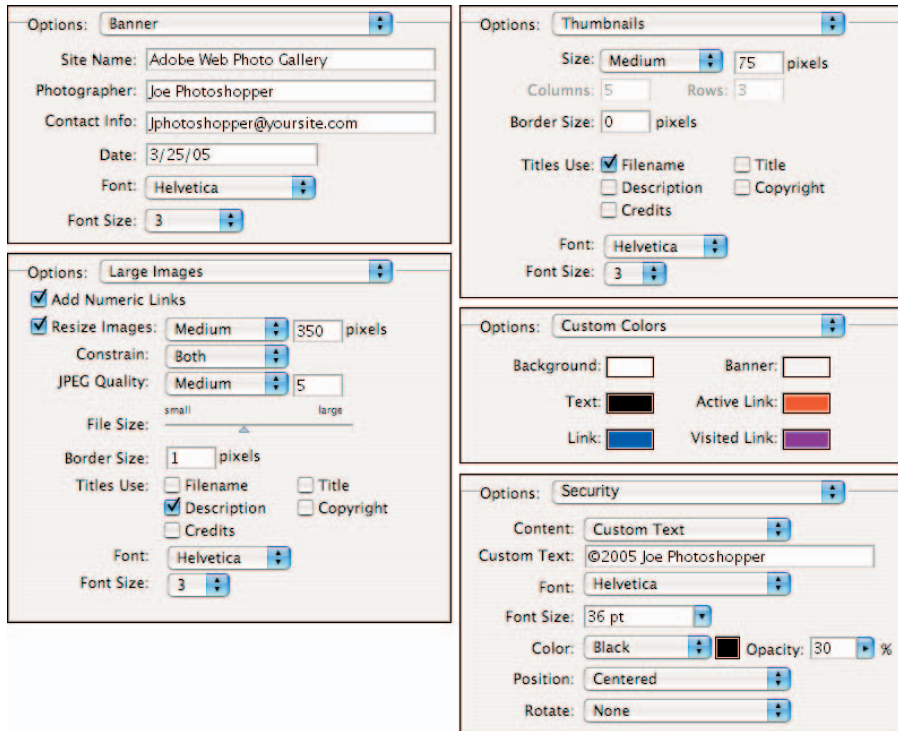 Options: Banner
Site Name: Adobe Web Photo Gallery
Photographer: Joe Photoshopper
Contact Info: Jphotoshopper@yoursite.com
Date: 3/25/05
Font: Helvetica
Font Size: 3
Options: Large Images
Add Numeric Links
Resize Images: Medium 350 pixels
Constrain: Both
JPEG Quality: Medium 5
small large
File Size:
Border Size: 1 pixels
Titles Use: Filename Title
Description Copyright
Credits
Font: Helvetica
Font Size: 3
Options: Thumbnails
Size: Medium 75 pixels
Columns: 5 Rows: 3
Border Size: 0 pixels
Titles Use: Filename Title
Description Copyright
Credits
Font: Helvetica
Font Size: 3
Options: Custom Colors
Background: Banner:
Text: Active Link:
Link: Visited Link:
Options: Security
Content: Custom Text
Custom Text: ©2005 Joe Photoshopper
Font: Helvetica
Font Size: 36 pt
Color: Black Opacity: 30 %
Position: Centered
Rotate: None